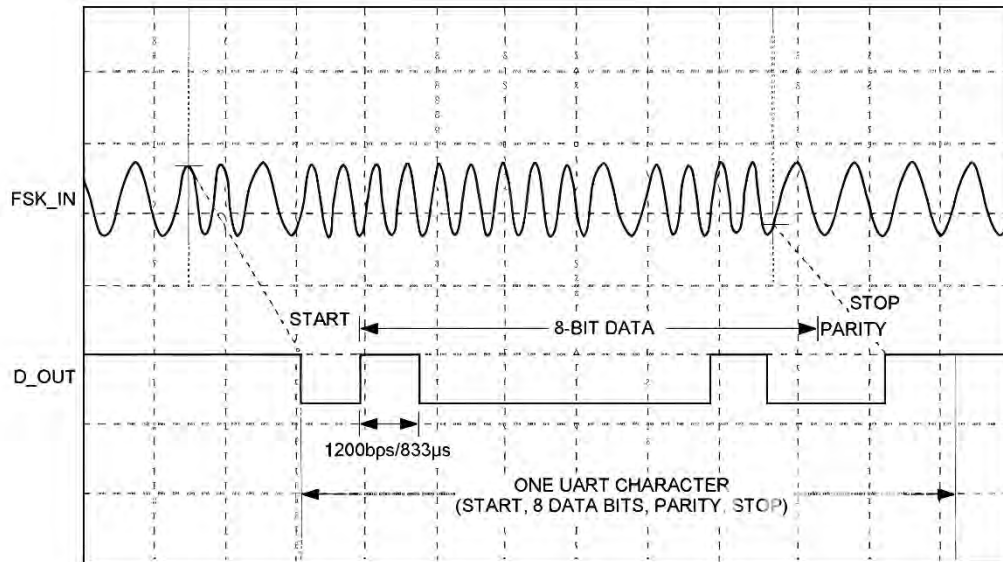 FSK_IN
START
8-BIT DATA
STOP
PARITY
D_OUT
1200bps/833µs
ONE UART CHARACTER
(START, 8 DATA BITS, PARITY, STOP)